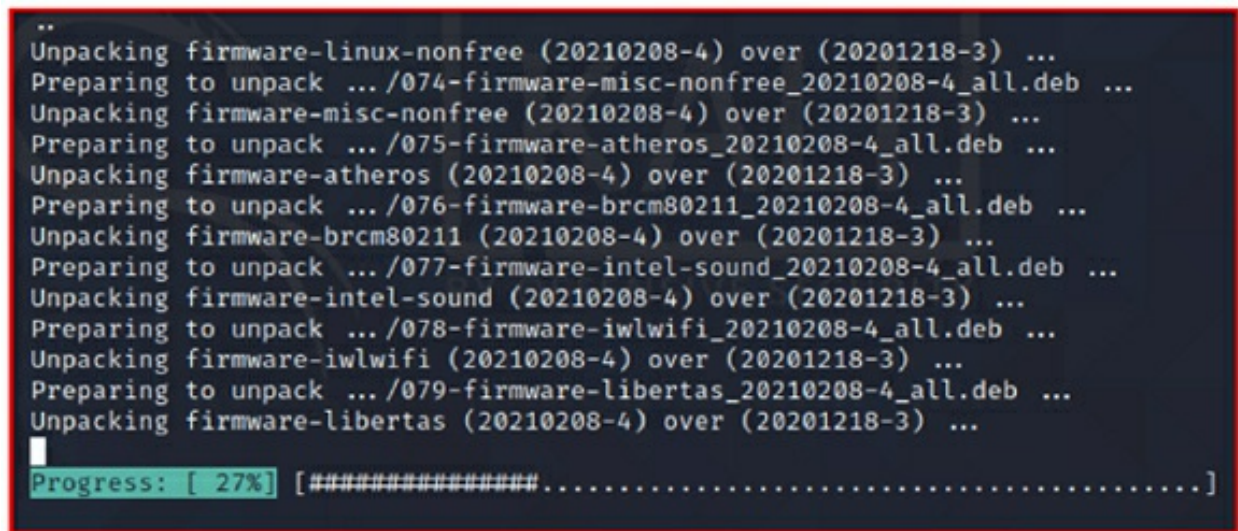 ..
Unpacking firmware-linux-nonfree (20210208-4) over (20201218-3) ...
Preparing to unpack .../074-firmware-misc-nonfree_20210208-4_all.deb ...
Unpacking firmware-misc-nonfree (20210208-4) over (20201218-3) ...
Preparing to unpack .../075-firmware-atheros_20210208-4_all.deb ...
Unpacking firmware-atheros (20210208-4) over (20201218-3) ...
Preparing to unpack .../076-firmware-brcm80211_20210208-4_all.deb ...
Unpacking firmware-brcm80211 (20210208-4) over (20201218-3) ...
Preparing to unpack .../077-firmware-intel-sound_20210208-4_all.deb ...
Unpacking firmware-intel-sound (20210208-4) over (20201218-3) ...
Preparing to unpack .../078-firmware-iwlwifi_20210208-4_all.deb ...
Unpacking firmware-iwlwifi (20210208-4) over (20201218-3) ...
Preparing to unpack .../079-firmware-libertas_20210208-4_all.deb ...
Unpacking firmware-libertas (20210208-4) over (20201218-3) ...
Progress: [ 27%] [###############...........................................]